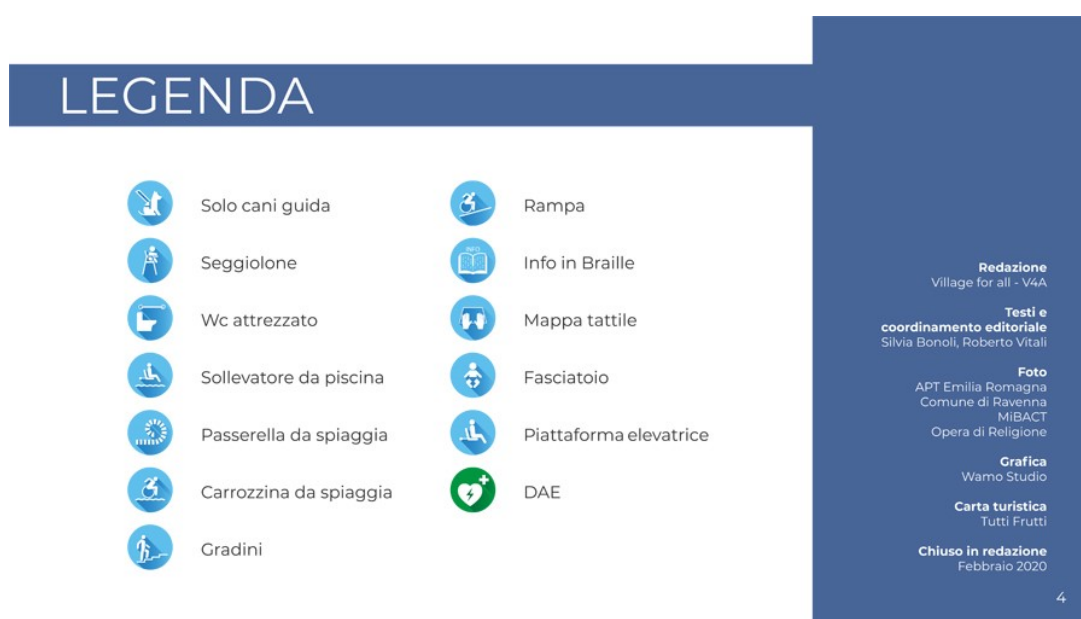 LEGENDA
Solo cani guida
Seggiolone
Wc attrezzato
Sollevatore da piscina
Passerella da spiaggia
Carrozzina da spiaggia
Gradini
Rampa
INFO
Info in Braille
Mappa tattile
Fasciatoio
Piattaforma elevatrice
DAE
Redazione
Village for all - V4A
Testi e
coordinamento editoriale
Silvia Bonoli, Roberto Vitali
Foto
APT Emilia Romagna
Comune di Ravenna
MiBACT
Opera di Religione
Grafica
Wamo Studio
Carta turistica
Tutti Frutti
Chiuso in redazione
Febbraio 2020
4